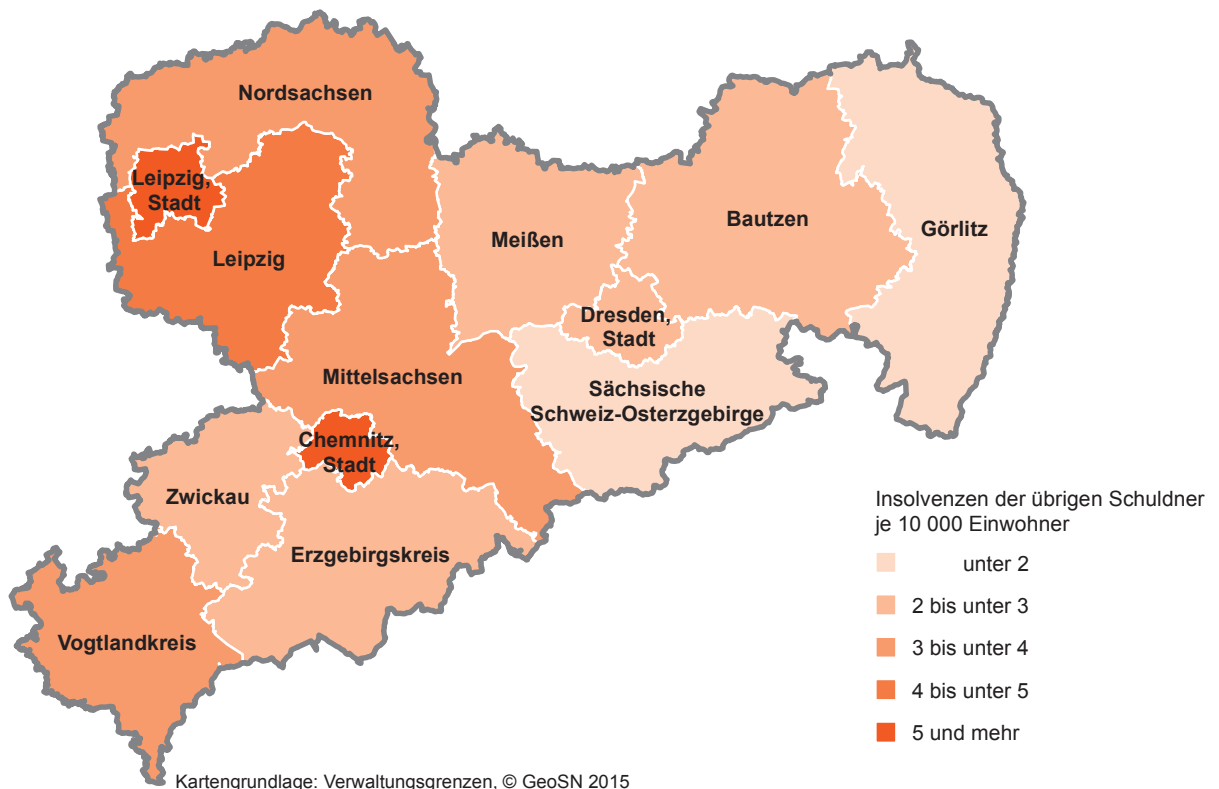 Nordsachsen
Leipzig,
Stadt
Leipzig
Meißen
Bautzen
Görlitz
Dresden,
Stadt
Mittelsachsen
Sächsische
Schweiz-Osterzgebirge
Chemnitz,
Stadt
Zwickau
Erzgebirgskreis
Vogtlandkreis
Insolvenzen der übrigen Schuldner
je 10 000 Einwohner
unter 2
2 bis unter 3
3 bis unter 4
4 bis unter 5
5 und mehr
Kartengrundlage: Verwaltungsgrenzen, © GeoSN 2015